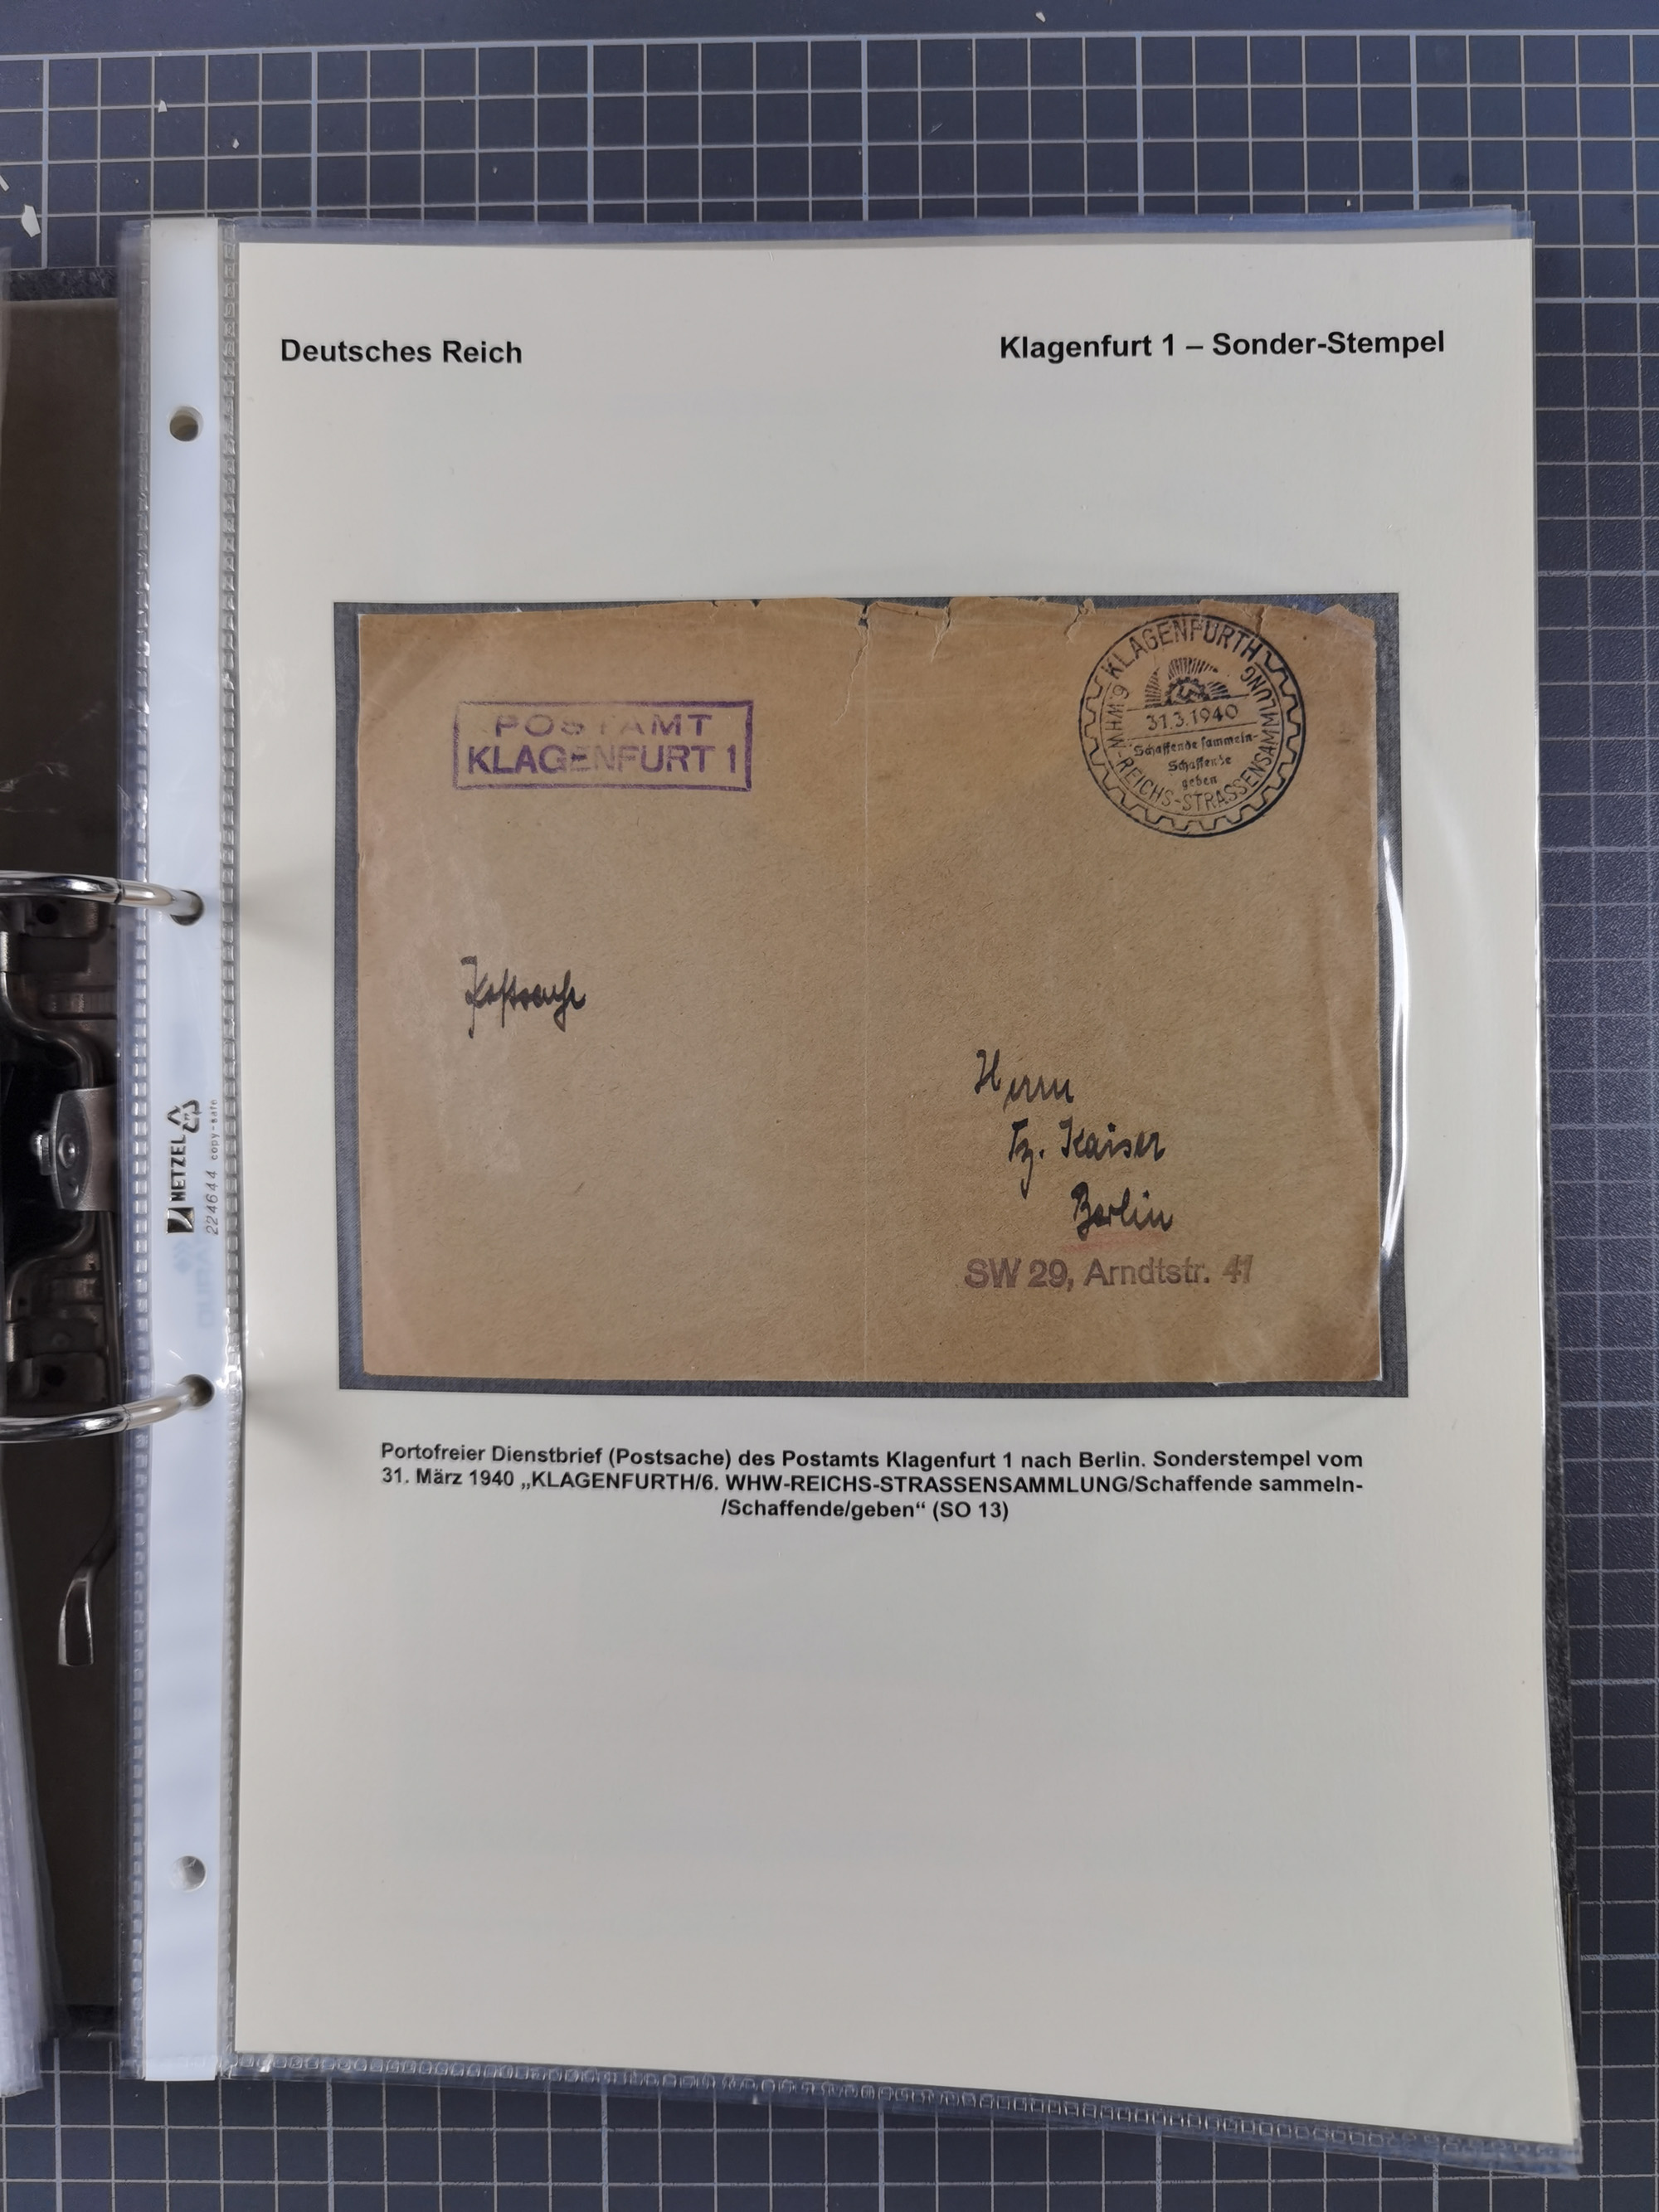 Deutsches Reich
Klagenfurt 1 – Sonder-Stempel
POSTAMT
KLAGENFURT 1
KLAGENFURTH
6. WHW-REICHS-STRASSENSAMMLUNG
31.3.1940
Schaffende sammeln-
Schaffende
geben
Postsache
Herrn
Fz. Kaiser
Berlin
SW 29, Arndtstr. 41
Portofreier Dienstbrief (Postsache) des Postamts Klagenfurt 1 nach Berlin. Sonderstempel vom
31. März 1940 „KLAGENFURTH/6. WHW-REICHS-STRASSENSAMMLUNG/Schaffende sammeln-
/Schaffende/geben“ (SO 13)
HETZEL
224644 copy-safe